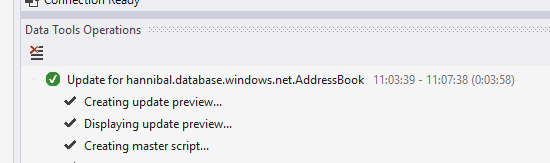 Connection Ready
Data Tools Operations
Update for hannibal.database.windows.net.AddressBook 11:03:39 - 11:07:38 (0:03:58)
Creating update preview...
Displaying update preview...
Creating master script...